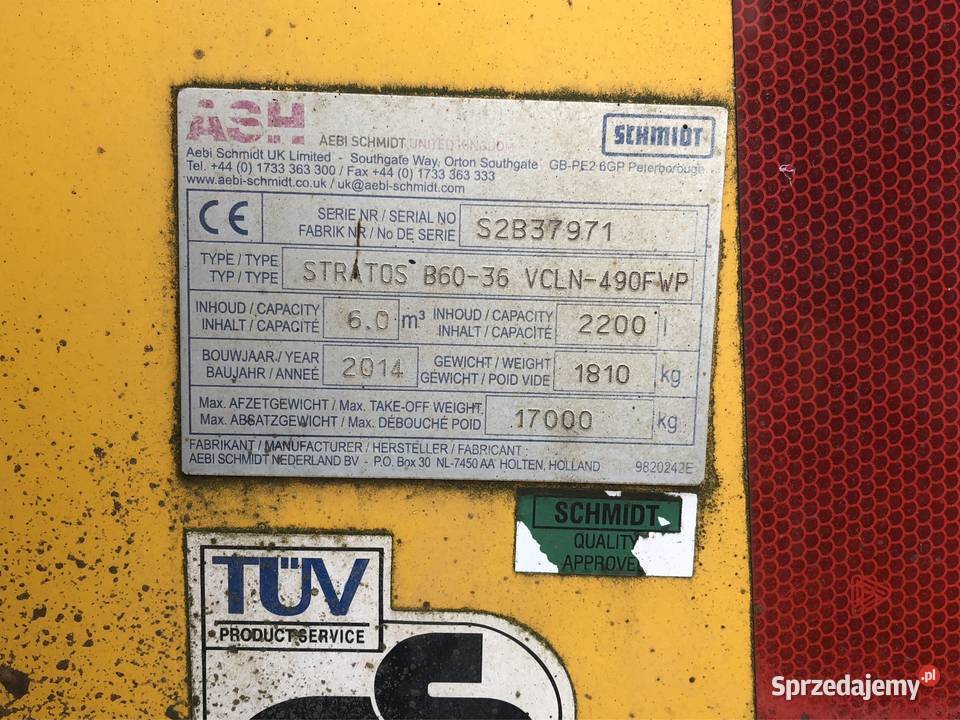 ASH
AEBI SCHMIDT UNITED KINGDOM
SCHMIDT
Aebi Schmidt UK Limited - Southgate Way, Orton Southgate GB-PE2 6GP Peterborough
Tel. +44 (0) 1733 363 300 / Fax +44 (0) 1733 363 333
www.aebi-schmidt.co.uk / uk@aebi-schmidt.com
CE
SERIE NR / SERIAL NO
FABRIK NR / No DE SERIE
S2B37971
TYPE / TYPE
TYP / TYPE
STRATOS B60-36 VCLN-490FWP
INHOUD / CAPACITY
INHALT / CAPACITÉ
6.0 m³
INHOUD / CAPACITY
INHALT / CAPACITÉ
2200 l
BOUWJAAR / YEAR
BAUJAHR / ANNEÉ
2014
GEWICHT / WEIGHT
GEWICHT / POID VIDE
1810 kg
Max. AFZETGEWICHT / Max. TAKE-OFF WEIGHT
Max. ABSATZGEWICHT / Max. DÉBOUCHÉ POID
17000 kg
FABRIKANT / MANUFACTURER / HERSTELLER / FABRICANT :
AEBI SCHMIDT NEDERLAND BV - P.O. Box 30 NL-7450 AA HOLTEN, HOLLAND 9820242E
SCHMIDT
QUALITY
APPROVE
TÜV
PRODUCT SERVICE
Sprzedajemy.pl